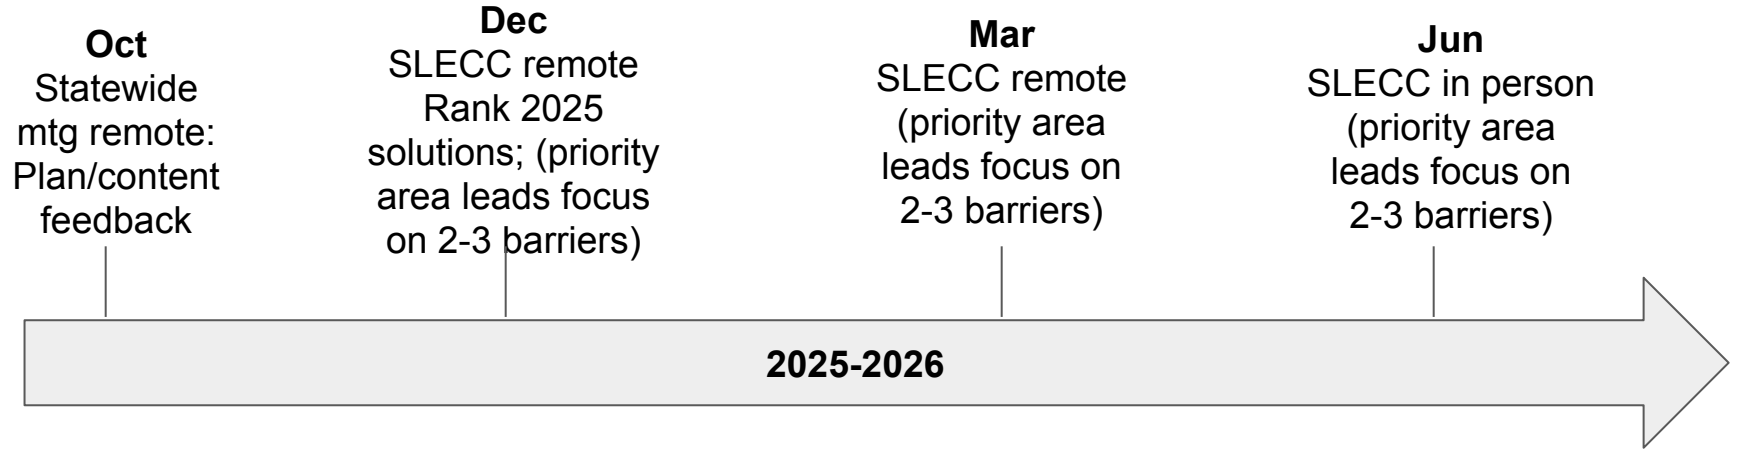 Oct
Statewide
mtg remote:
Plan/content
feedback
Dec
SLECC remote
Rank 2025
solutions; (priority
area leads focus
on 2-3 barriers)
Mar
SLECC remote
(priority area
leads focus on
2-3 barriers)
Jun
SLECC in person
(priority area
leads focus on
2-3 barriers)
2025-2026